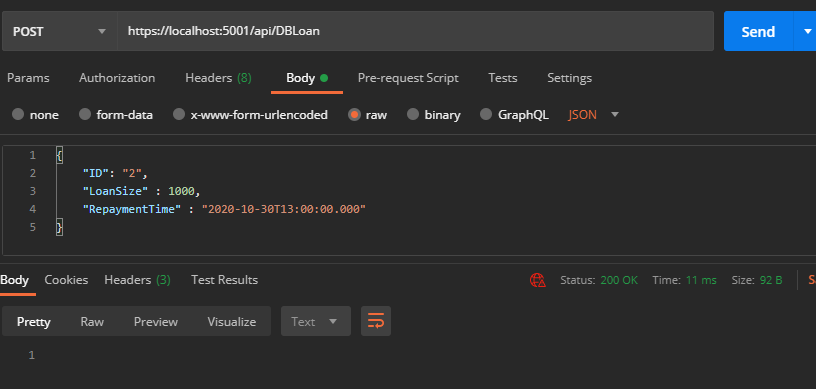 POST https://localhost:5001/api/DBLoan Send
Params Authorization Headers (8) Body Pre-request Script Tests Settings
none form-data x-www-form-urlencoded raw binary GraphQL JSON
1 {
2 "ID": "2",
3 "LoanSize" : 1000,
4 "RepaymentTime" : "2020-10-30T13:00:00.000"
5 }
Body Cookies Headers (3) Test Results Status: 200 OK Time: 11 ms Size: 92 B
Pretty Raw Preview Visualize Text
1